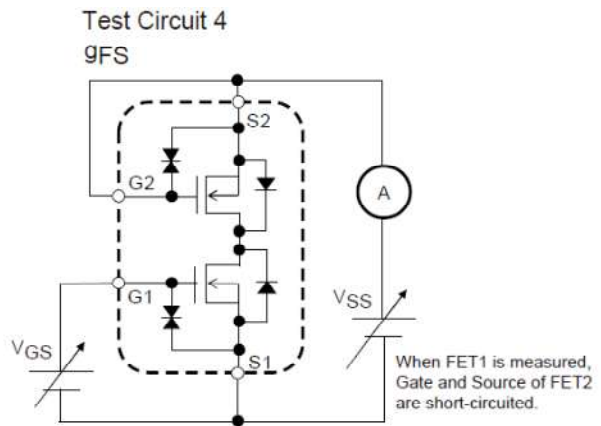 Test Circuit 4
gFS
S2
G2
A
G1
VSS
VGS
S1
When FET1 is measured,
Gate and Source of FET2
are short-circuited.